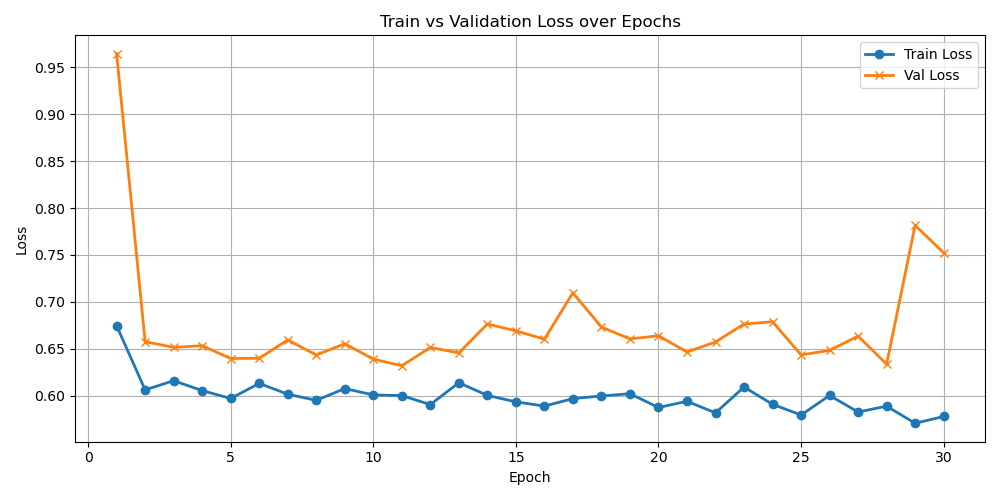 Train vs Validation Loss over Epochs
Train Loss
Val Loss
0.95
0.90
0.85
0.80
0.75
0.70
0.65
0.60
Loss
0 5 10 15 20 25 30
Epoch